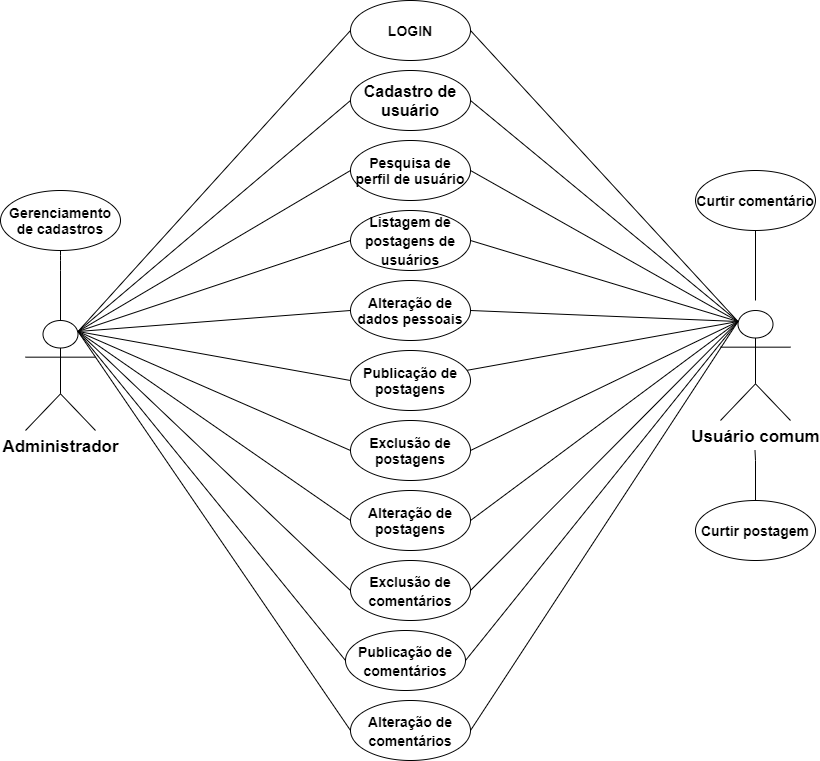 LOGIN
Cadastro de
usuário
Pesquisa de
perfil de usuário
Curtir comentário
Gerenciamento
de cadastros
Listagem de
postagens de
usuários
Alteração de
dados pessoais
Publicação de
postagens
Administrador
Usuário comum
Exclusão de
postagens
Alteração de
postagens
Curtir postagem
Exclusão de
comentários
Publicação de
comentários
Alteração de
comentários